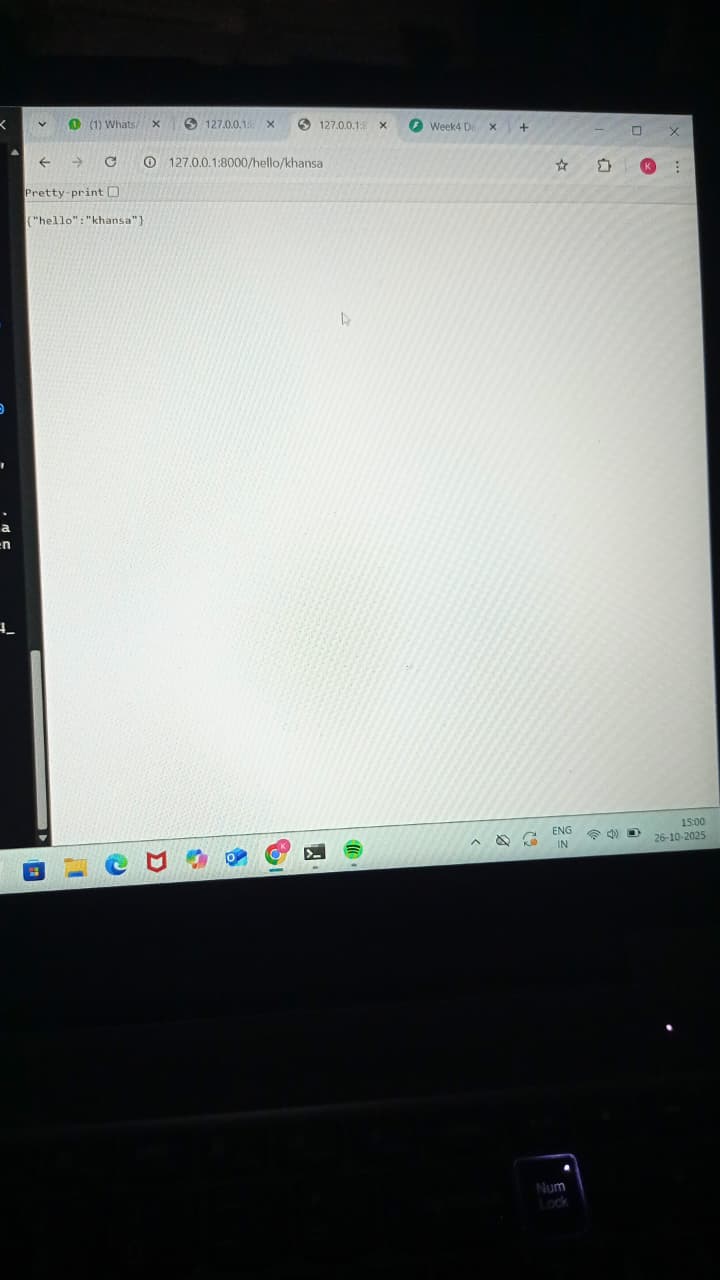 (1) Whats
127.0.0.1:
127.0.0.1:
Week4 D
127.0.0.1:8000/hello/khansa
K
Pretty-print
{"hello":"khansa"}
a
en
ENG
IN
15:00
26-10-2025
K
Num
Lock